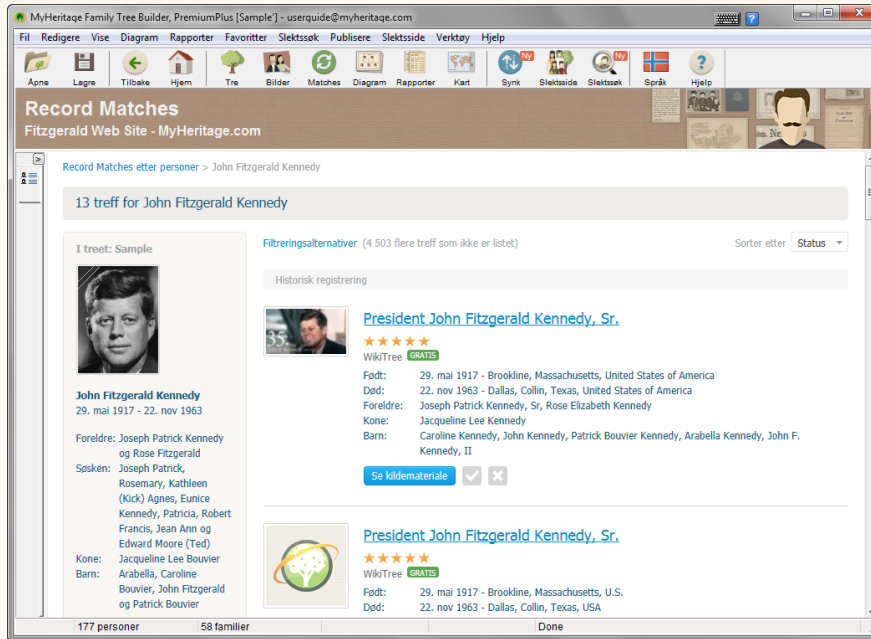 MyHeritage Family Tree Builder, PremiumPlus [Sample'] - userguide@myheritage.com
Fil Redigere Vise Diagram Rapporter Favoritter Slektssøk Publisere Slektsside Verktøy Hjelp
Ny Ny ?
Åpne Lagre Tilbake Hjem Tre Bilder Matches Diagram Rapporter Kart Synk Slektsside Slektssøk Språk Hjelp
Record Matches
Fitzgerald Web Site - MyHeritage.com
Record Matches etter personer > John Fitzgerald Kennedy
13 treff for John Fitzgerald Kennedy
I treet: Sample
John Fitzgerald Kennedy
29. mai 1917 - 22. nov 1963
Foreldre: Joseph Patrick Kennedy
og Rose Fitzgerald
Søsken: Joseph Patrick,
Rosemary, Kathleen
(Kick) Agnes, Eunice
Kennedy, Patricia, Robert
Francis, Jean Ann og
Edward Moore (Ted)
Kone: Jacqueline Lee Bouvier
Barn: Arabella, Caroline
Bouvier, John Fitzgerald
og Patrick Bouvier
Filtreringsalternativer (4 503 flere treff som ikke er listet)
Sorter etter Status
Historisk registrering
35.
President John Fitzgerald Kennedy, Sr.
WikiTree GRATIS
Født: 29. mai 1917 - Brookline, Massachusetts, United States of America
Død: 22. nov 1963 - Dallas, Collin, Texas, United States of America
Foreldre: Joseph Patrick Kennedy, Sr, Rose Elizabeth Kennedy
Kone: Jacqueline Lee Kennedy
Barn: Caroline Kennedy, John Kennedy, Patrick Bouvier Kennedy, Arabella Kennedy, John F.
Kennedy, II
Se kildemateriale
President John Fitzgerald Kennedy, Sr.
WikiTree GRATIS
Født: 29. mai 1917 - Brookline, Massachusetts, U.S.
Død: 22. nov 1963 - Dallas, Collin, Texas, USA
177 personer 58 familier Done